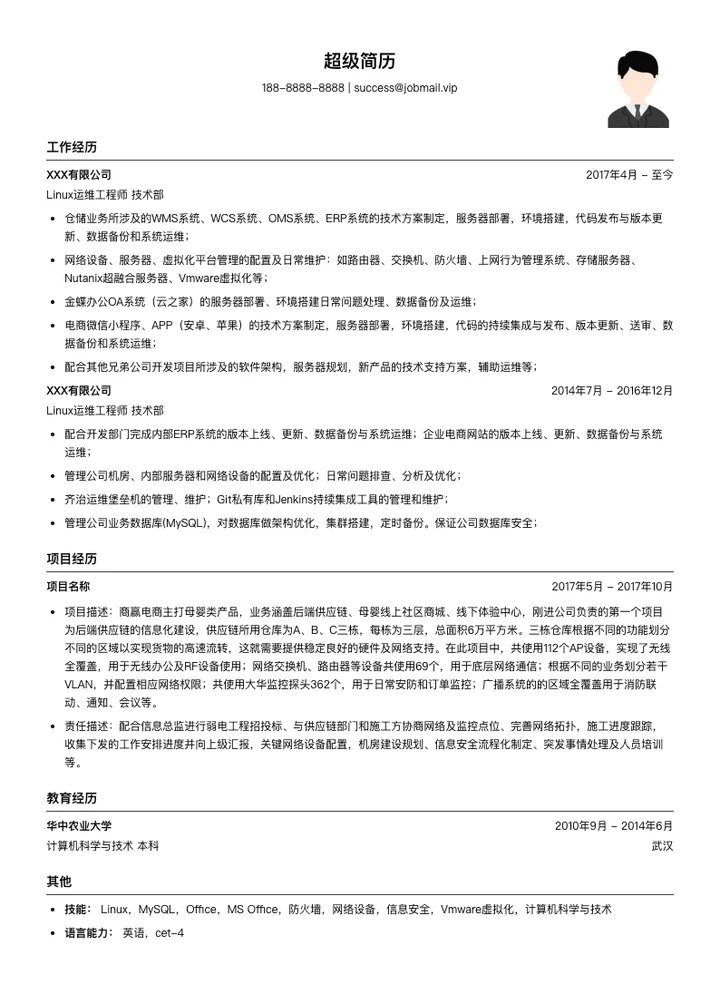 超级简历
188-8888-8888 | success@jobmail.vip
工作经历
XXX有限公司 2017年4月 – 至今
Linux运维工程师 技术部
• 仓储业务所涉及的WMS系统、WCS系统、OMS系统、ERP系统的技术方案制定，服务器部署，环境搭建，代码发布与版本更
新、数据备份和系统运维；
• 网络设备、服务器、虚拟化平台管理的配置及日常维护：如路由器、交换机、防火墙、上网行为管理系统、存储服务器、
Nutanix超融合服务器、Vmware虚拟化等；
• 金蝶办公OA系统（云之家）的服务器部署、环境搭建日常问题处理、数据备份及运维；
• 电商微信小程序、APP（安卓、苹果）的技术方案制定，服务器部署，环境搭建，代码的持续集成与发布、版本更新、送审、数
据备份和系统运维；
• 配合其他兄弟公司开发项目所涉及的软件架构，服务器规划，新产品的技术支持方案，辅助运维等；
XXX有限公司 2014年7月 – 2016年12月
Linux运维工程师 技术部
• 配合开发部门完成内部ERP系统的版本上线、更新、数据备份与系统运维；企业电商网站的版本上线、更新、数据备份与系统
运维；
• 管理公司机房、内部服务器和网络设备的配置及优化；日常问题排查、分析及优化；
• 齐治运维堡垒机的管理、维护；Git私有库和Jenkins持续集成工具的管理和维护；
• 管理公司业务数据库(MySQL)，对数据库做架构优化，集群搭建，定时备份。保证公司数据库安全；
项目经历
项目名称 2017年5月 – 2017年10月
• 项目描述：商赢电商主打母婴类产品，业务涵盖后端供应链、母婴线上社区商城、线下体验中心，刚进公司负责的第一个项目
为后端供应链的信息化建设，供应链所用仓库为A、B、C三栋，每栋为三层，总面积6万平方米。三栋仓库根据不同的功能划分
不同的区域以实现货物的高速流转，这就需要提供稳定良好的硬件及网络支持。在此项目中，共使用112个AP设备，实现了无线
全覆盖，用于无线办公及RF设备使用；网络交换机、路由器等设备共使用69个，用于底层网络通信；根据不同的业务划分若干
VLAN，并配置相应网络权限；共使用大华监控探头362个，用于日常安防和订单监控；广播系统的的区域全覆盖用于消防联
动、通知、会议等。
• 责任描述：配合信息总监进行弱电工程招投标、与供应链部门和施工方协商网络及监控点位、完善网络拓扑，施工进度跟踪，
收集下发的工作安排进度并向上级汇报，关键网络设备配置，机房建设规划、信息安全流程化制定、突发事情处理及人员培训
等。
教育经历
华中农业大学 2010年9月 – 2014年6月
计算机科学与技术 本科 武汉
其他
• 技能： Linux，MySQL，Office，MS Office，防火墙，网络设备，信息安全，Vmware虚拟化，计算机科学与技术
• 语言能力： 英语，cet-4